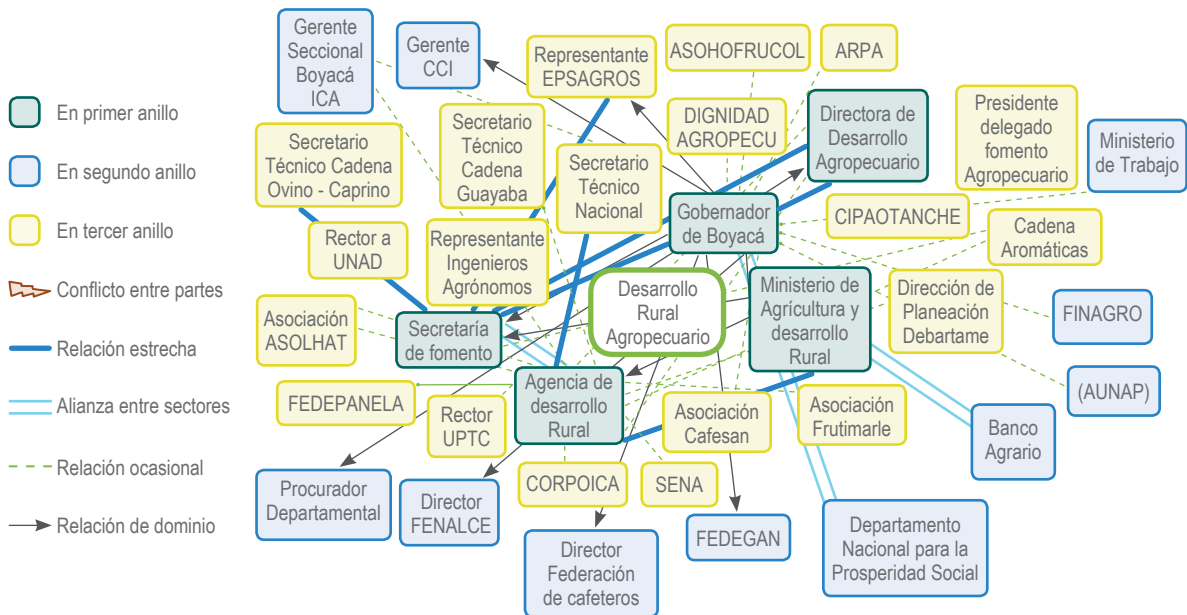 En primer anillo
En segundo anillo
En tercer anillo
Conflicto entre partes
Relación estrecha
Alianza entre sectores
Relación ocasional
Relación de dominio
Gerente
Seccional
Boyacá
ICA
Gerente
CCI
Representante
EPSAGROS
ASOHOFRUCOL
ARPA
Secretario
Técnico Cadena
Ovino - Caprino
Secretario
Técnico
Cadena
Guayaba
Secretario
Técnico
Nacional
DIGNIDAD
AGROPECU
Directora de
Desarrollo
Agropecuario
Presidente
delegado
fomento
Agropecuario
Ministerio
de Trabajo
Rector a
UNAD
Representante
Ingenieros
Agrónomos
Gobernador
de Boyacá
CIPAOTANCHE
Cadena
Aromáticas
Asociación
ASOLHAT
Secretaría
de fomento
Desarrollo
Rural
Agropecuario
Ministerio de
Agrícultura y
desarrollo
Rural
Dirección de
Planeación
Debartame
FINAGRO
FEDEPANELA
Rector
UPTC
Agencia de
desarrollo
Rural
Asociación
Cafesan
Asociación
Frutimarle
(AUNAP)
Banco
Agrario
Procurador
Departamental
Director
FENALCE
CORPOICA
SENA
Director
Federación
de cafeteros
FEDEGAN
Departamento
Nacional para la
Prosperidad Social